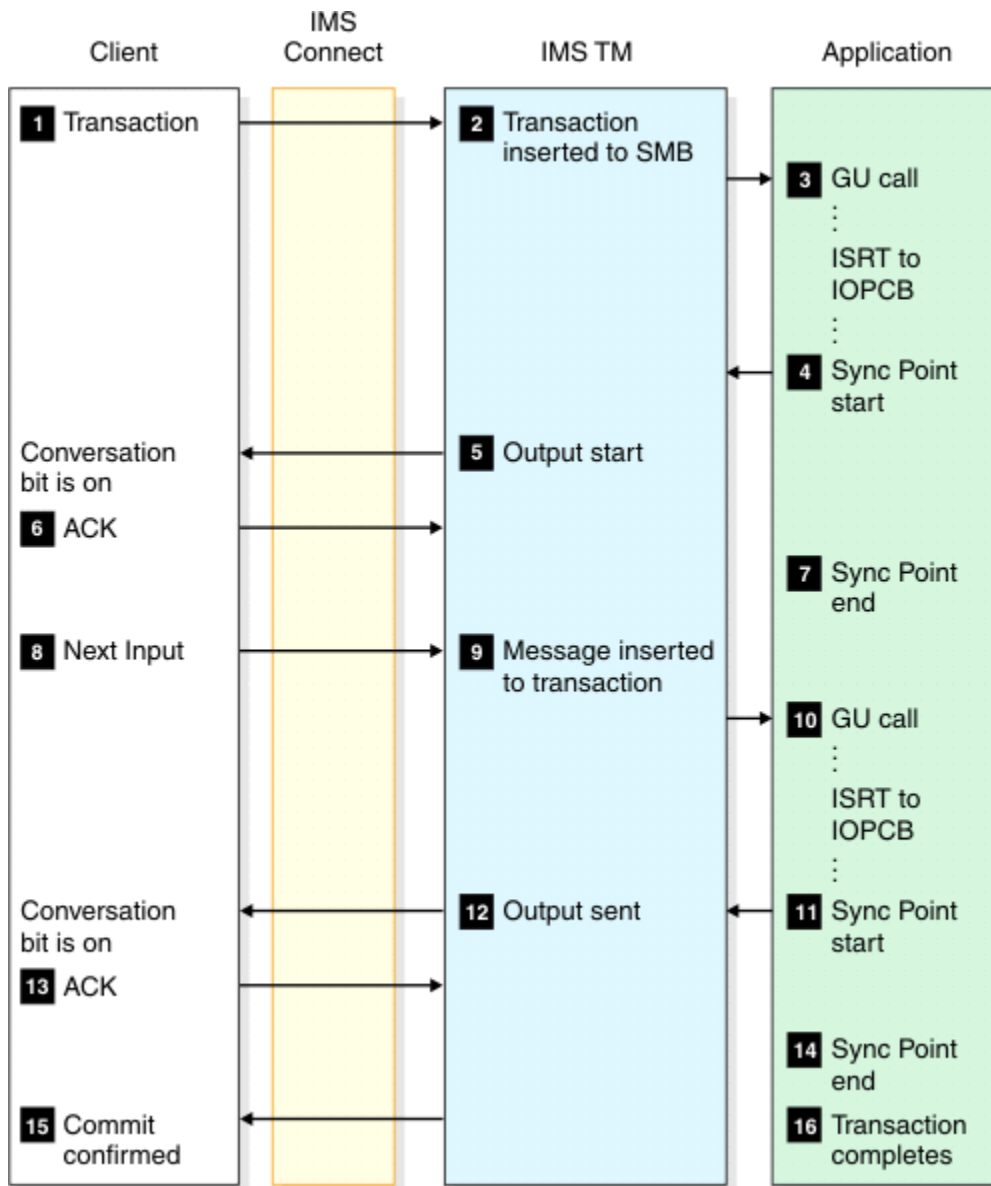 Client
IMS
Connect
IMS TM
Application
1 Transaction
2 Transaction
inserted to SMB
3 GU call
ISRT to
IOPCB
4 Sync Point
start
Conversation
bit is on
5 Output start
6 ACK
7 Sync Point
end
8 Next Input
9 Message inserted
to transaction
10 GU call
ISRT to
IOPCB
Conversation
bit is on
12 Output sent
11 Sync Point
start
13 ACK
14 Sync Point
end
15 Commit
confirmed
16 Transaction
completes